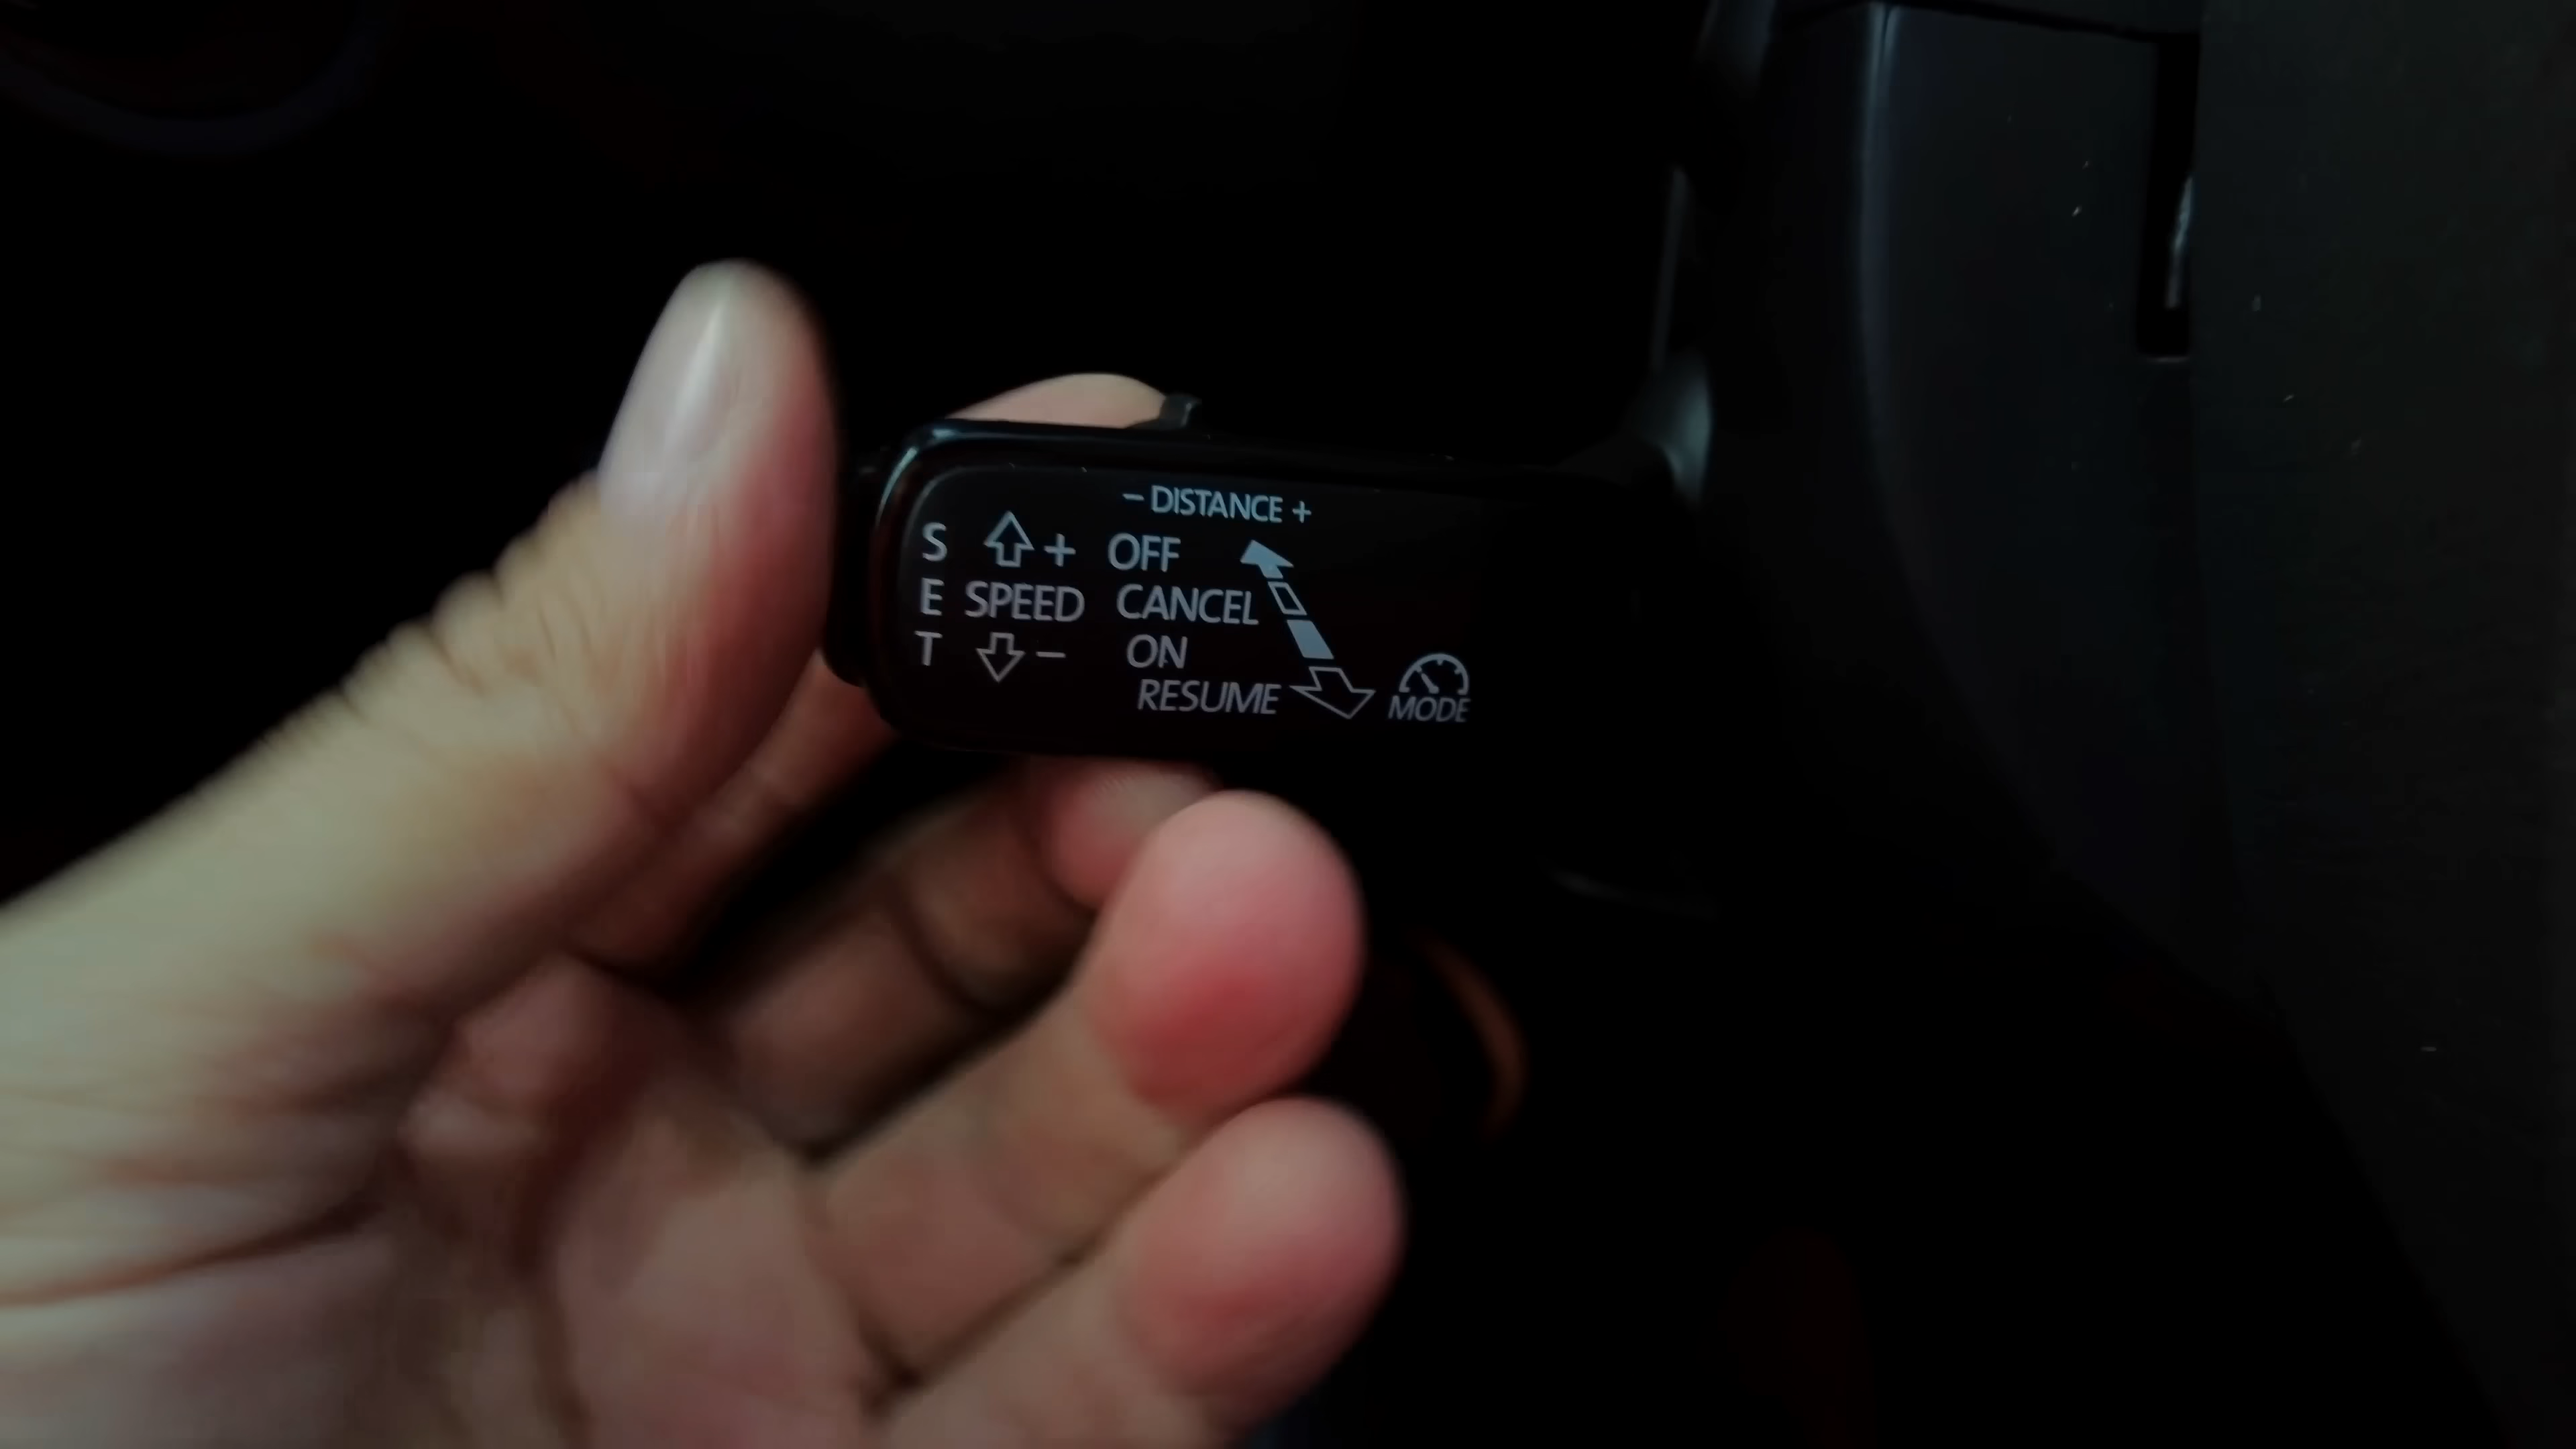 − DISTANCE +
S + OFF
E SPEED CANCEL
T − ON
RESUME MODE